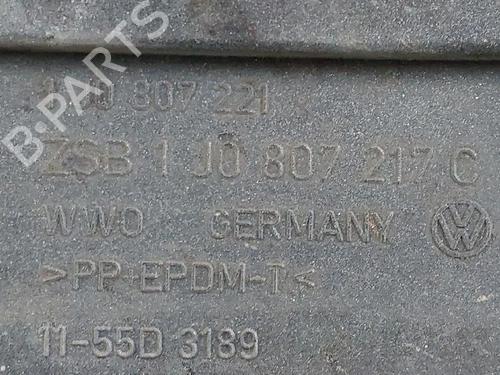 B-PARTS
1J0 807 221
ZSB 1 J0 807 217 C
WWO GERMANY
>PP+EPDM-T<
11-55D 3189